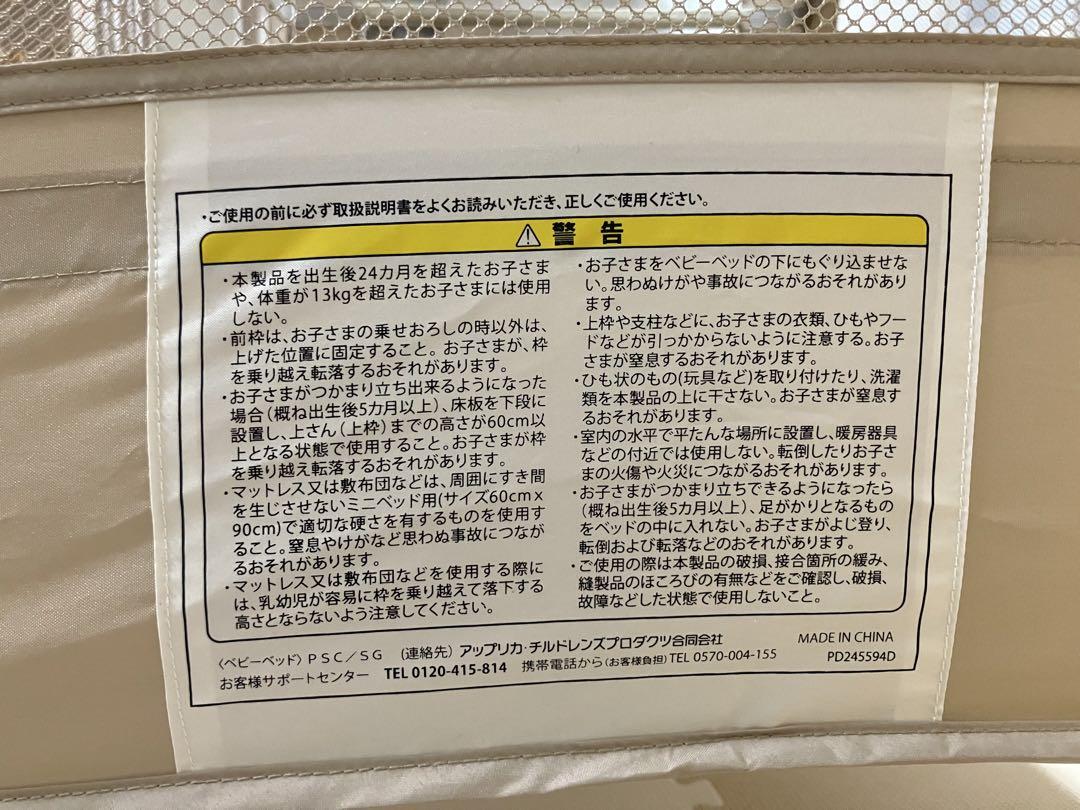 ・ご使用の前に必ず取扱説明書をよくお読みいただき、正しくご使用ください。
⚠警告
・本製品を出生後24カ月を超えたお子さま
や、体重が13kgを超えたお子さまには使用
しない。
・前枠は、お子さまの乗せおろしの時以外は、
上げた位置に固定すること。お子さまが、枠
を乗り越え転落するおそれがあります。
・お子さまがつかまり立ち出来るようになった
場合(概ね出生後5カ月以上)、床板を下段に
設置し、上さん(上枠)までの高さが60cm以
上となる状態で使用すること。お子さまが枠
を乗り越え転落するおそれがあります。
・マットレス又は敷布団などは、周囲にすき間
を生じさせないミニベッド用(サイズ60cm×
90cm)で適切な硬さを有するものを使用す
ること。窒息やけがなど思わぬ事故につなが
るおそれがあります。
・マットレス又は敷布団などを使用する際に
は、乳幼児が容易に枠を乗り越えて落下する
高さとならないよう注意してください。
・お子さまをベビーベッドの下にもぐり込ませな
い。思わぬけがや事故につながるおそれがあり
ます。
・上枠や支柱などに、お子さまの衣類、ひもやフー
ドなどが引っかからないように注意する。お子
さまが窒息するおそれがあります。
・ひも状のもの(玩具など)を取り付けたり、洗濯
類を本製品の上に干さない。お子さまが窒息す
るおそれがあります。
・室内の水平で平たんな場所に設置し、暖房器具
などの付近では使用しない。転倒したりお子さ
まの火傷や火災につながるおそれがあります。
・お子さまがつかまり立ちできるようになったら
(概ね出生後5カ月以上)、足がかりとなるもの
をベッドの中に入れない。お子さまがよじ登り、
転倒および転落などのおそれがあります。
・ご使用の際は本製品の破損、接合箇所の緩み、
縫製品のほころびの有無などをご確認し、破損、
故障などした状態で使用しないこと。
〈ベビーベッド〉PSC/SG (連絡先) アップリカ・チルドレンズプロダクツ合同会社
お客様サポートセンター TEL 0120-415-814 携帯電話から(お客様負担)TEL 0570-004-155
MADE IN CHINA
PD245594D